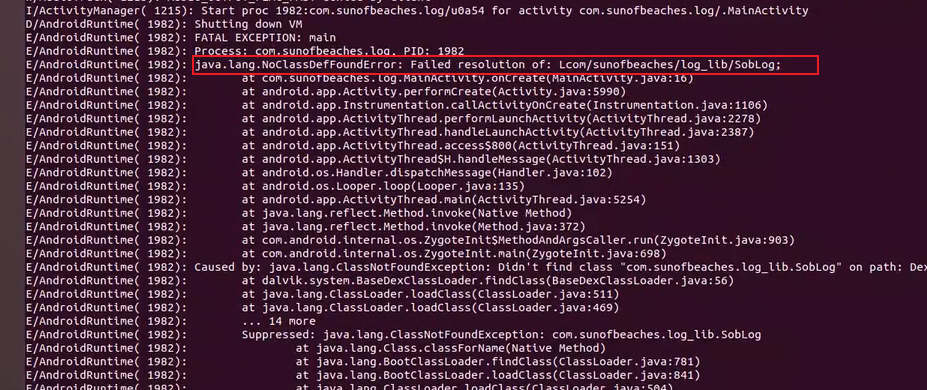 I/ActivityManager( 1215): Start proc 1982:com.sunofbeaches.log/u0a54 for activity com.sunofbeaches.log/.MainActivity
D/AndroidRuntime( 1982): Shutting down VM
E/AndroidRuntime( 1982): FATAL EXCEPTION: main
E/AndroidRuntime( 1982): Process: com.sunofbeaches.log, PID: 1982
E/AndroidRuntime( 1982): java.lang.NoClassDefFoundError: Failed resolution of: Lcom/sunofbeaches/log_lib/SobLog;
E/AndroidRuntime( 1982): at com.sunofbeaches.log.MainActivity.onCreate(MainActivity.java:16)
E/AndroidRuntime( 1982): at android.app.Activity.performCreate(Activity.java:5990)
E/AndroidRuntime( 1982): at android.app.Instrumentation.callActivityOnCreate(Instrumentation.java:1106)
E/AndroidRuntime( 1982): at android.app.ActivityThread.performLaunchActivity(ActivityThread.java:2278)
E/AndroidRuntime( 1982): at android.app.ActivityThread.handleLaunchActivity(ActivityThread.java:2387)
E/AndroidRuntime( 1982): at android.app.ActivityThread.access$800(ActivityThread.java:151)
E/AndroidRuntime( 1982): at android.app.ActivityThread$H.handleMessage(ActivityThread.java:1303)
E/AndroidRuntime( 1982): at android.os.Handler.dispatchMessage(Handler.java:102)
E/AndroidRuntime( 1982): at android.os.Looper.loop(Looper.java:135)
E/AndroidRuntime( 1982): at android.app.ActivityThread.main(ActivityThread.java:5254)
E/AndroidRuntime( 1982): at java.lang.reflect.Method.invoke(Native Method)
E/AndroidRuntime( 1982): at java.lang.reflect.Method.invoke(Method.java:372)
E/AndroidRuntime( 1982): at com.android.internal.os.ZygoteInit$MethodAndArgsCaller.run(ZygoteInit.java:903)
E/AndroidRuntime( 1982): at com.android.internal.os.ZygoteInit.main(ZygoteInit.java:698)
E/AndroidRuntime( 1982): Caused by: java.lang.ClassNotFoundException: Didn't find class "com.sunofbeaches.log_lib.SobLog" on path: Dex
E/AndroidRuntime( 1982): at dalvik.system.BaseDexClassLoader.findClass(BaseDexClassLoader.java:56)
E/AndroidRuntime( 1982): at java.lang.ClassLoader.loadClass(ClassLoader.java:511)
E/AndroidRuntime( 1982): at java.lang.ClassLoader.loadClass(ClassLoader.java:469)
E/AndroidRuntime( 1982): ... 14 more
E/AndroidRuntime( 1982): Suppressed: java.lang.ClassNotFoundException: com.sunofbeaches.log_lib.SobLog
E/AndroidRuntime( 1982): at java.lang.Class.classForName(Native Method)
E/AndroidRuntime( 1982): at java.lang.BootClassLoader.findClass(ClassLoader.java:781)
E/AndroidRuntime( 1982): at java.lang.BootClassLoader.loadClass(ClassLoader.java:841)
E/AndroidRuntime( 1982): at java.lang.ClassLoader.loadClass(ClassLoader.java:504)